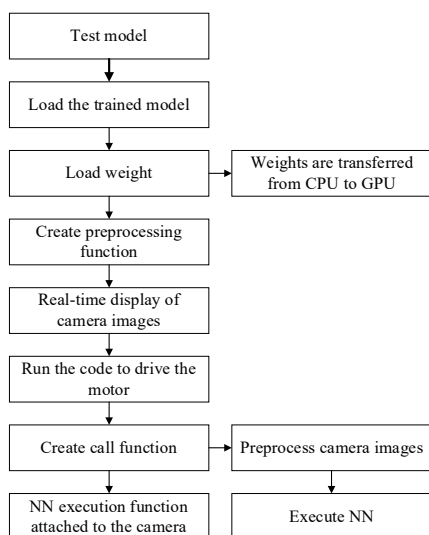 Test model
Load the trained model
Load weight
Weights are transferred
from CPU to GPU
Create preprocessing
function
Real-time display of
camera images
Run the code to drive the
motor
Create call function
Preprocess camera images
NN execution function
attached to the camera
Execute NN